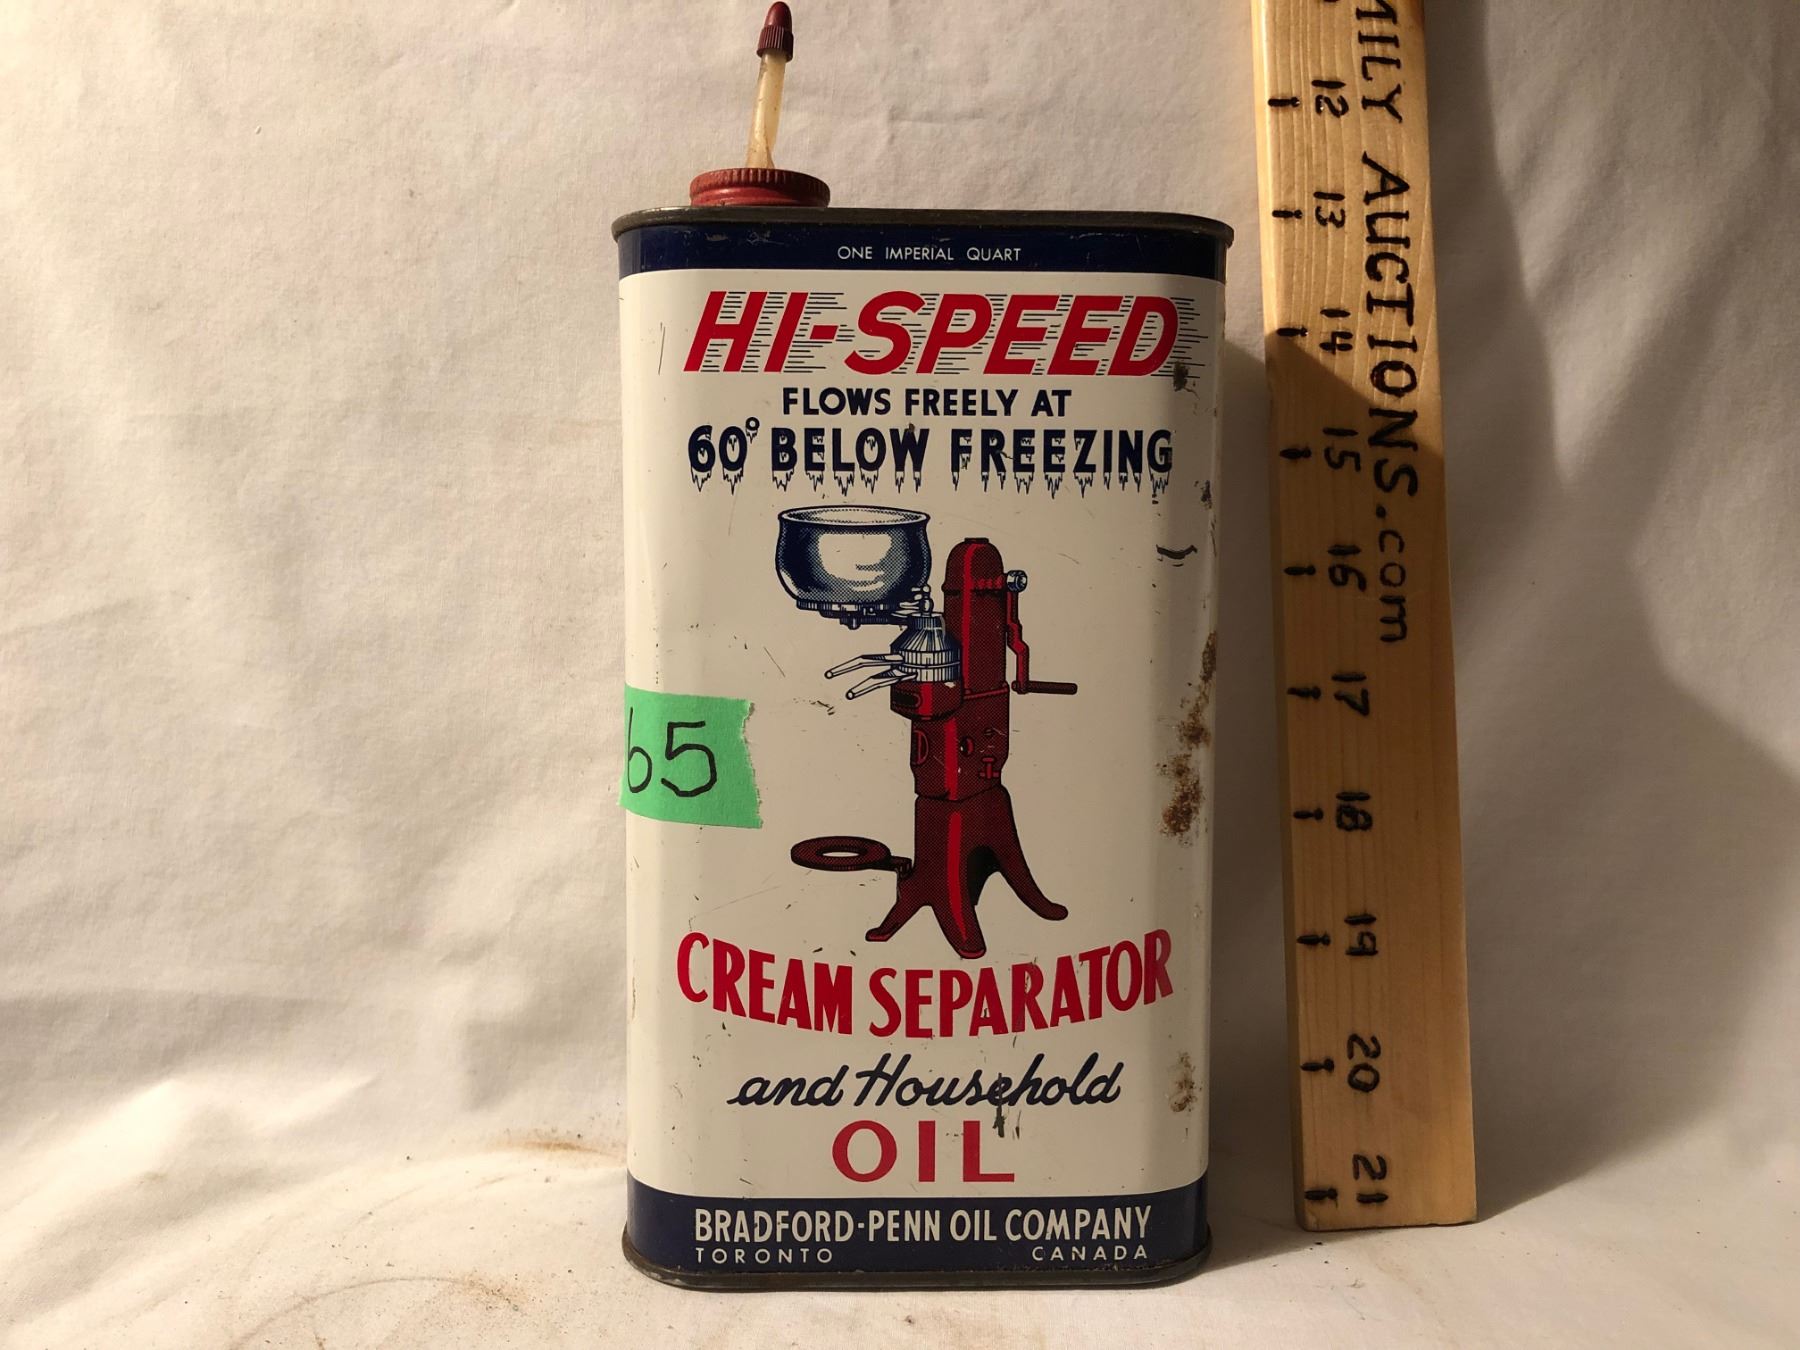 ONE IMPERIAL QUART
HI-SPEED
FLOWS FREELY AT
60° BELOW FREEZING
65
CREAM SEPARATOR
and Household
OIL
BRADFORD-PENN OIL COMPANY
TORONTO CANADA
MILY AUCTIONS.com
12
13
14
15
16
17
18
19
20
21